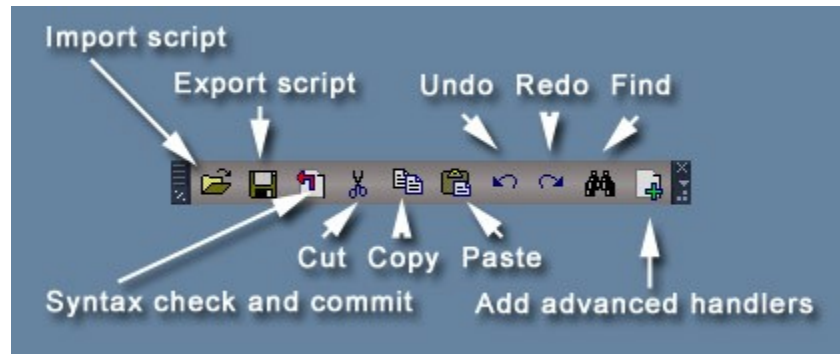 Import script
Export script
Undo Redo Find
Cut Copy Paste
Syntax check and commit
Add advanced handlers